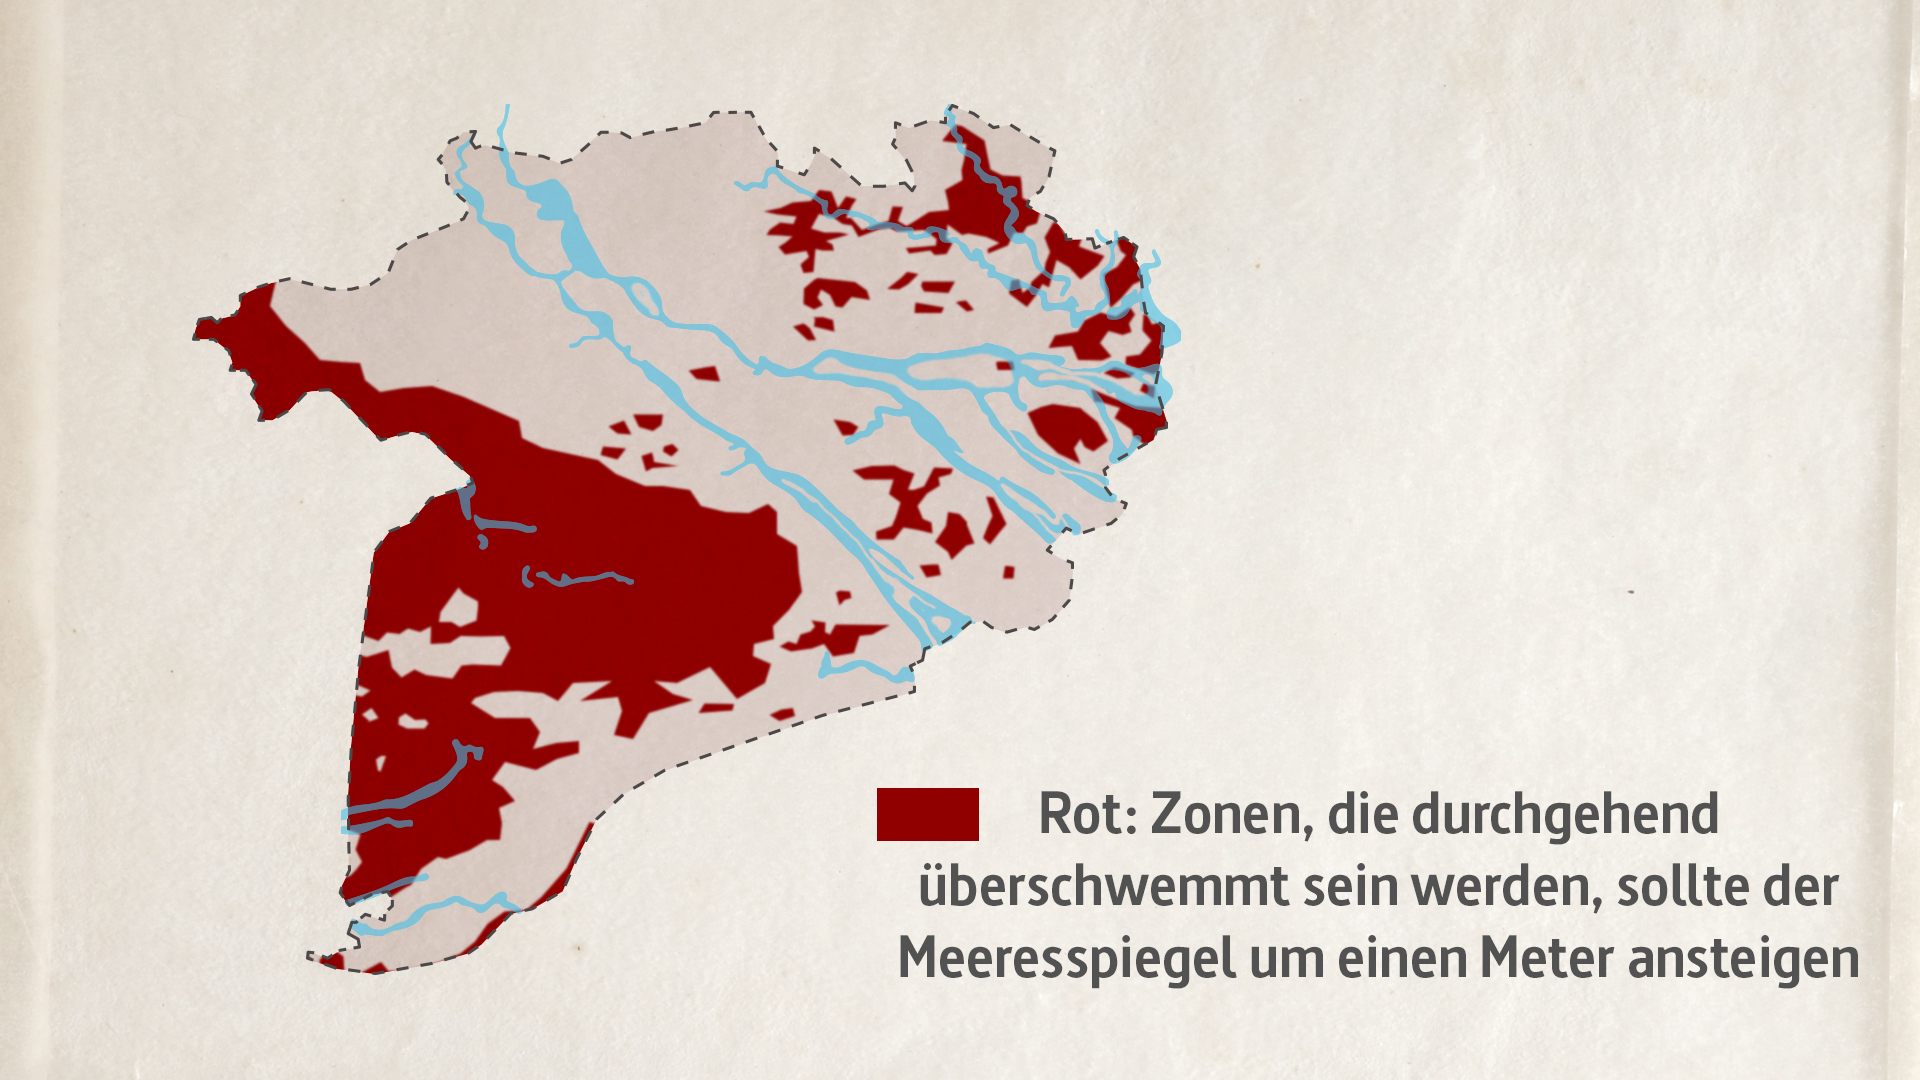 Rot: Zonen, die durchgehend
überschwemmt sein werden, sollte der
Meeresspiegel um einen Meter ansteigen